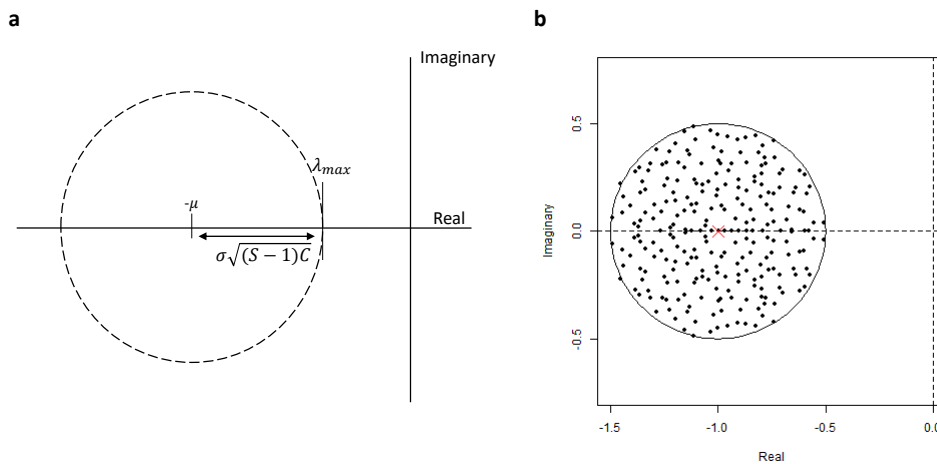 a
Imaginary
λmax
-μ
Real
σ√(S − 1)C
b
Imaginary
0.5
0.0
-0.5
-1.5
-1.0
-0.5
0.0
Real